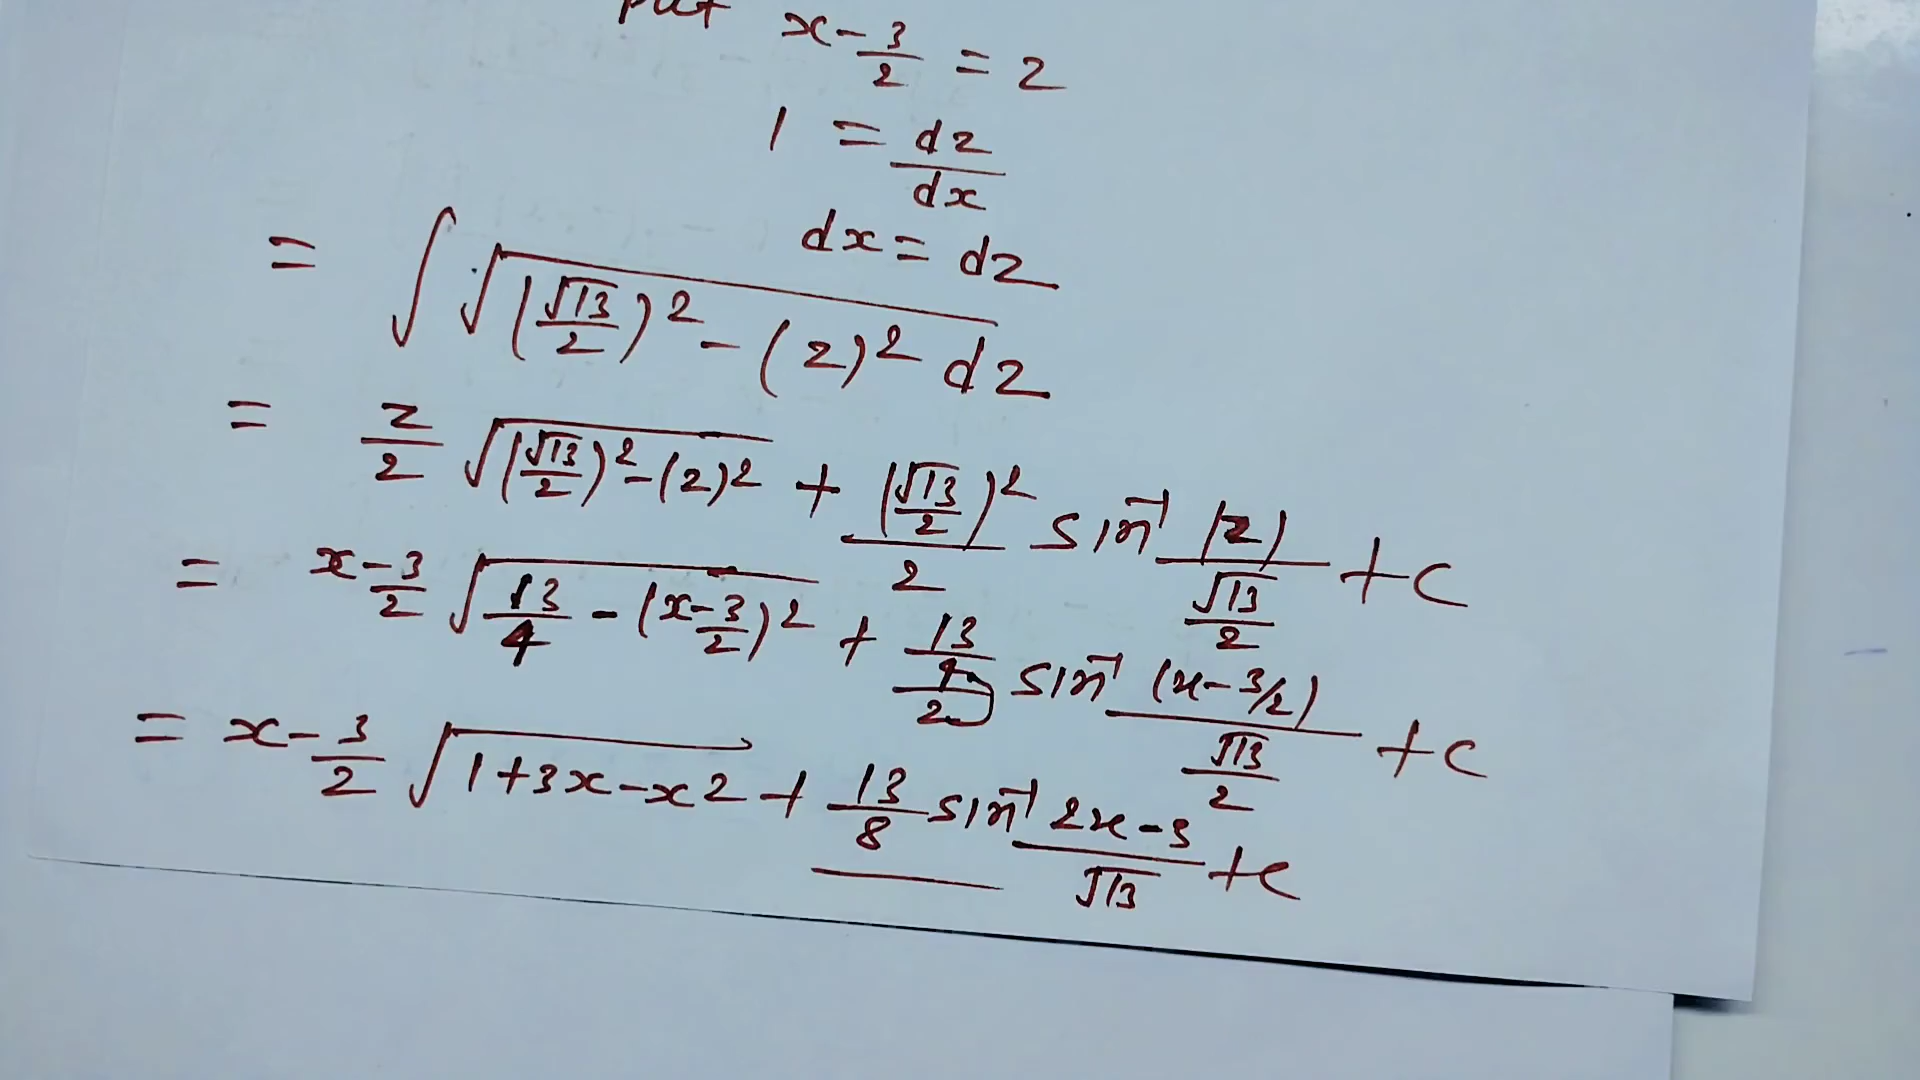 put x - 3/2 = z
1 = dz/dx
dx = dz
= ∫ √((√13/2)² - (z)² dz
= z/2 √((√13/2)² - (z)²) + (√13/2)²/2 sin⁻¹ (z)/(√13/2) + c
= x - 3/2 √(13/4 - (x - 3/2)²) + 13/4/2 sin⁻¹ (x - 3/2)/(√13/2) + c
= x - 3/2 √(1 + 3x - x2) + 13/8 sin⁻¹ 2x - 3/√13 + c